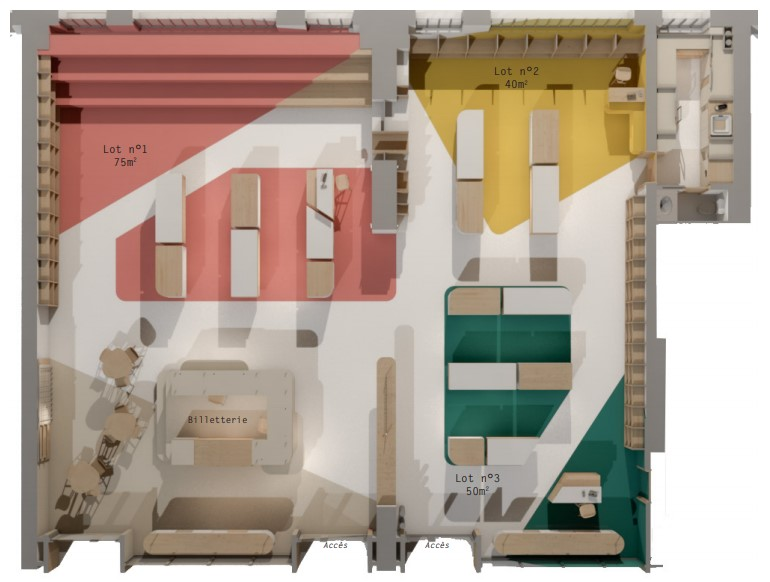 Lot n°1
75m²
Lot n°2
40m²
Billetterie
Lot n°3
50m²
Accès
Accès